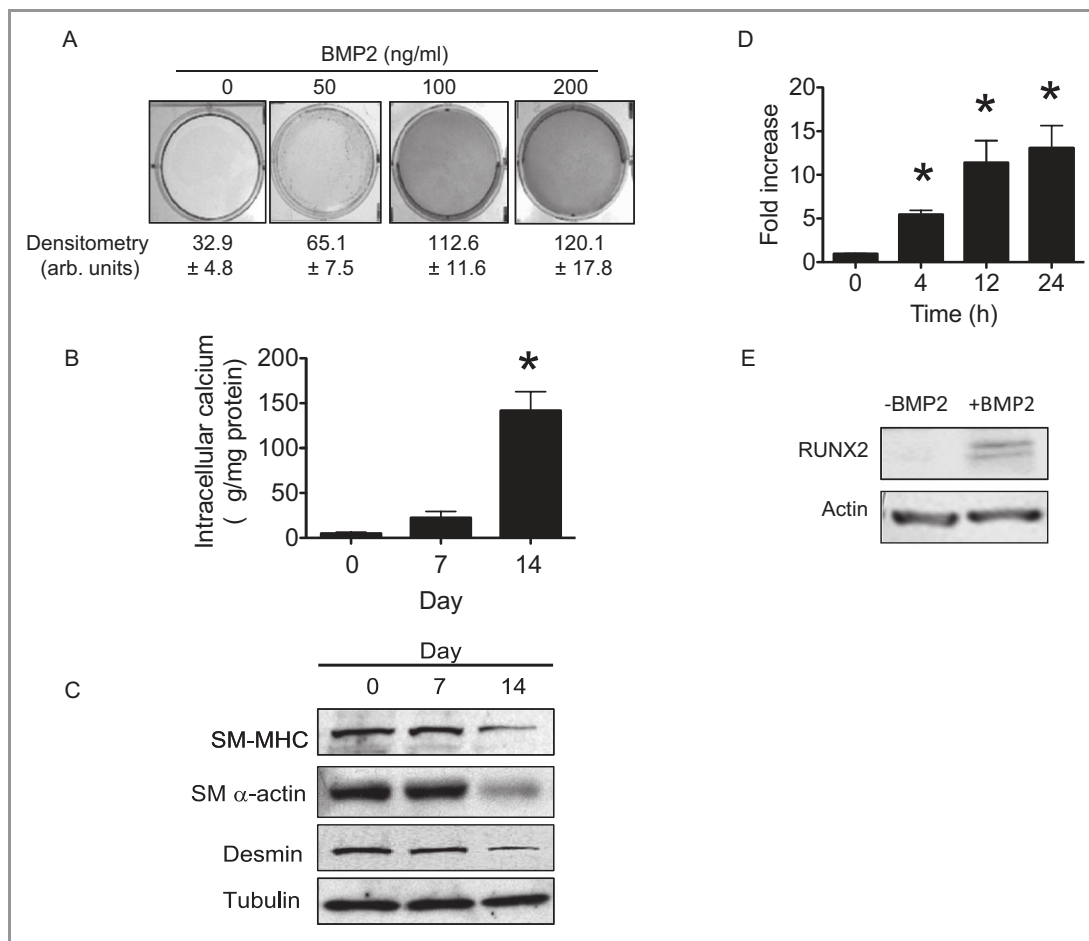 A
BMP2 (ng/ml)
0 50 100 200
Densitometry 32.9 65.1 112.6 120.1
(arb. units) ± 4.8 ± 7.5 ± 11.6 ± 17.8
B
Intracellular calcium
( g/mg protein)
200
150
100
50
0
*
0 7 14
Day
C
Day
0 7 14
SM-MHC
SM α-actin
Desmin
Tubulin
D
Fold increase
20
15
10
5
0
* * *
0 4 12 24
Time (h)
E
-BMP2 +BMP2
RUNX2
Actin